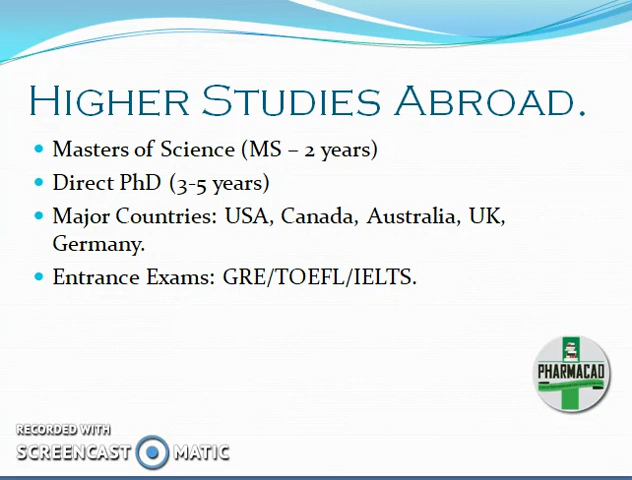 HIGHER STUDIES ABROAD.
Masters of Science (MS – 2 years)
Direct PhD (3-5 years)
Major Countries: USA, Canada, Australia, UK,
Germany.
Entrance Exams: GRE/TOEFL/IELTS.
PHARMACAD
RECORDED WITH
SCREENCAST MATIC